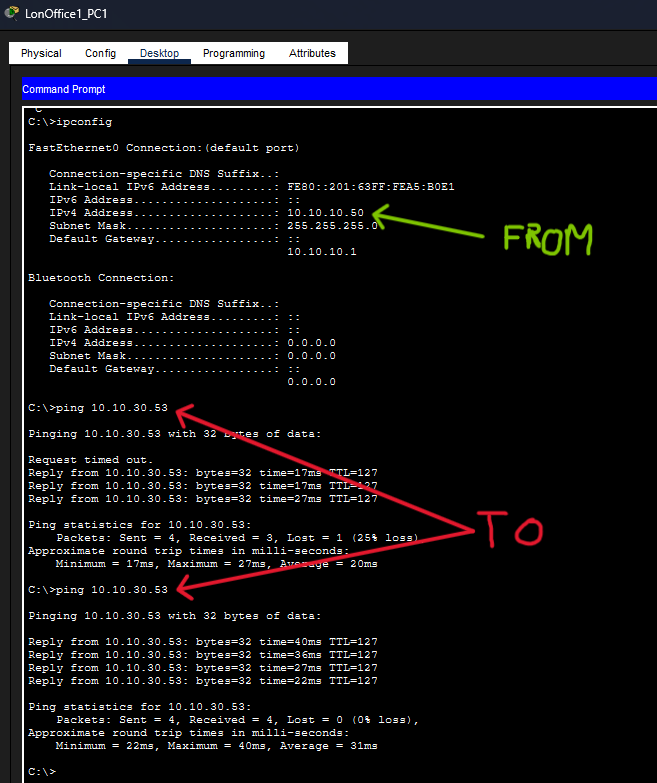 LonOffice1_PC1
Physical Config Desktop Programming Attributes
Command Prompt
C:\>ipconfig
FastEthernet0 Connection:(default port)
Connection-specific DNS Suffix..:
Link-local IPv6 Address.........: FE80::201:63FF:FEA5:B0E1
IPv6 Address....................: ::
IPv4 Address....................: 10.10.10.50
Subnet Mask.....................: 255.255.255.0
FROM
Default Gateway.................: ::
10.10.10.1
Bluetooth Connection:
Connection-specific DNS Suffix..:
Link-local IPv6 Address.........: ::
IPv6 Address....................: ::
IPv4 Address....................: 0.0.0.0
Subnet Mask.....................: 0.0.0.0
Default Gateway.................: ::
0.0.0.0
C:\>ping 10.10.30.53
Pinging 10.10.30.53 with 32 bytes of data:
Request timed out.
Reply from 10.10.30.53: bytes=32 time=17ms TTL=127
Reply from 10.10.30.53: bytes=32 time=17ms TTL=127
Reply from 10.10.30.53: bytes=32 time=27ms TTL=127
Ping statistics for 10.10.30.53:
Packets: Sent = 4, Received = 3, Lost = 1 (25% loss)
TO
Approximate round trip times in milli-seconds:
Minimum = 17ms, Maximum = 27ms, Average = 20ms
C:\>ping 10.10.30.53
Pinging 10.10.30.53 with 32 bytes of data:
Reply from 10.10.30.53: bytes=32 time=40ms TTL=127
Reply from 10.10.30.53: bytes=32 time=36ms TTL=127
Reply from 10.10.30.53: bytes=32 time=27ms TTL=127
Reply from 10.10.30.53: bytes=32 time=22ms TTL=127
Ping statistics for 10.10.30.53:
Packets: Sent = 4, Received = 4, Lost = 0 (0% loss),
Approximate round trip times in milli-seconds:
Minimum = 22ms, Maximum = 40ms, Average = 31ms
C:\>